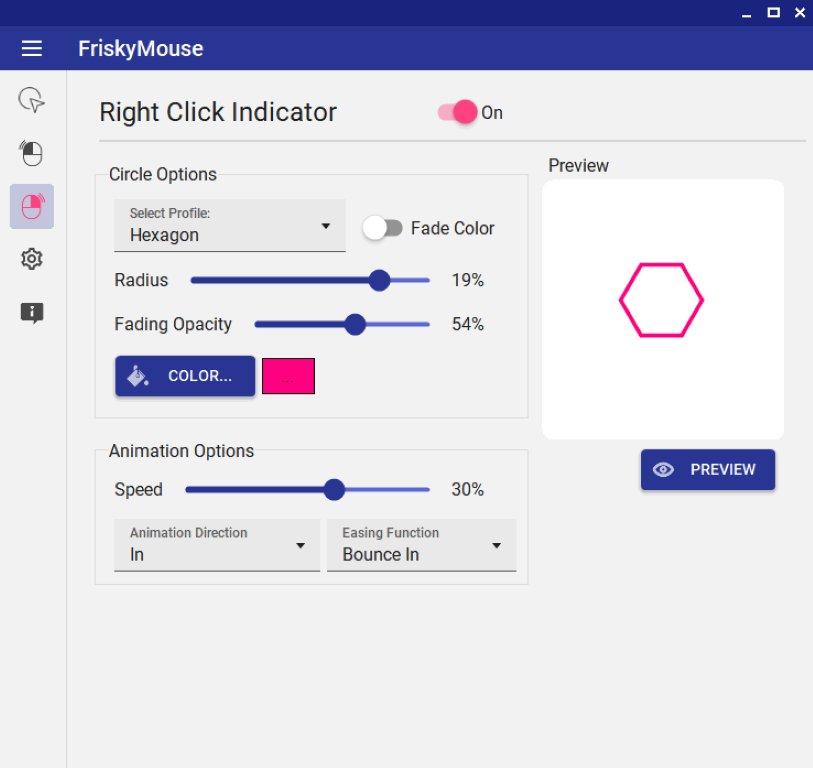 FriskyMouse
Right Click Indicator
On
Circle Options
Select Profile:
Hexagon
Fade Color
Radius
19%
Fading Opacity
54%
COLOR...
...
Animation Options
Speed
30%
Animation Direction
In
Easing Function
Bounce In
Preview
PREVIEW